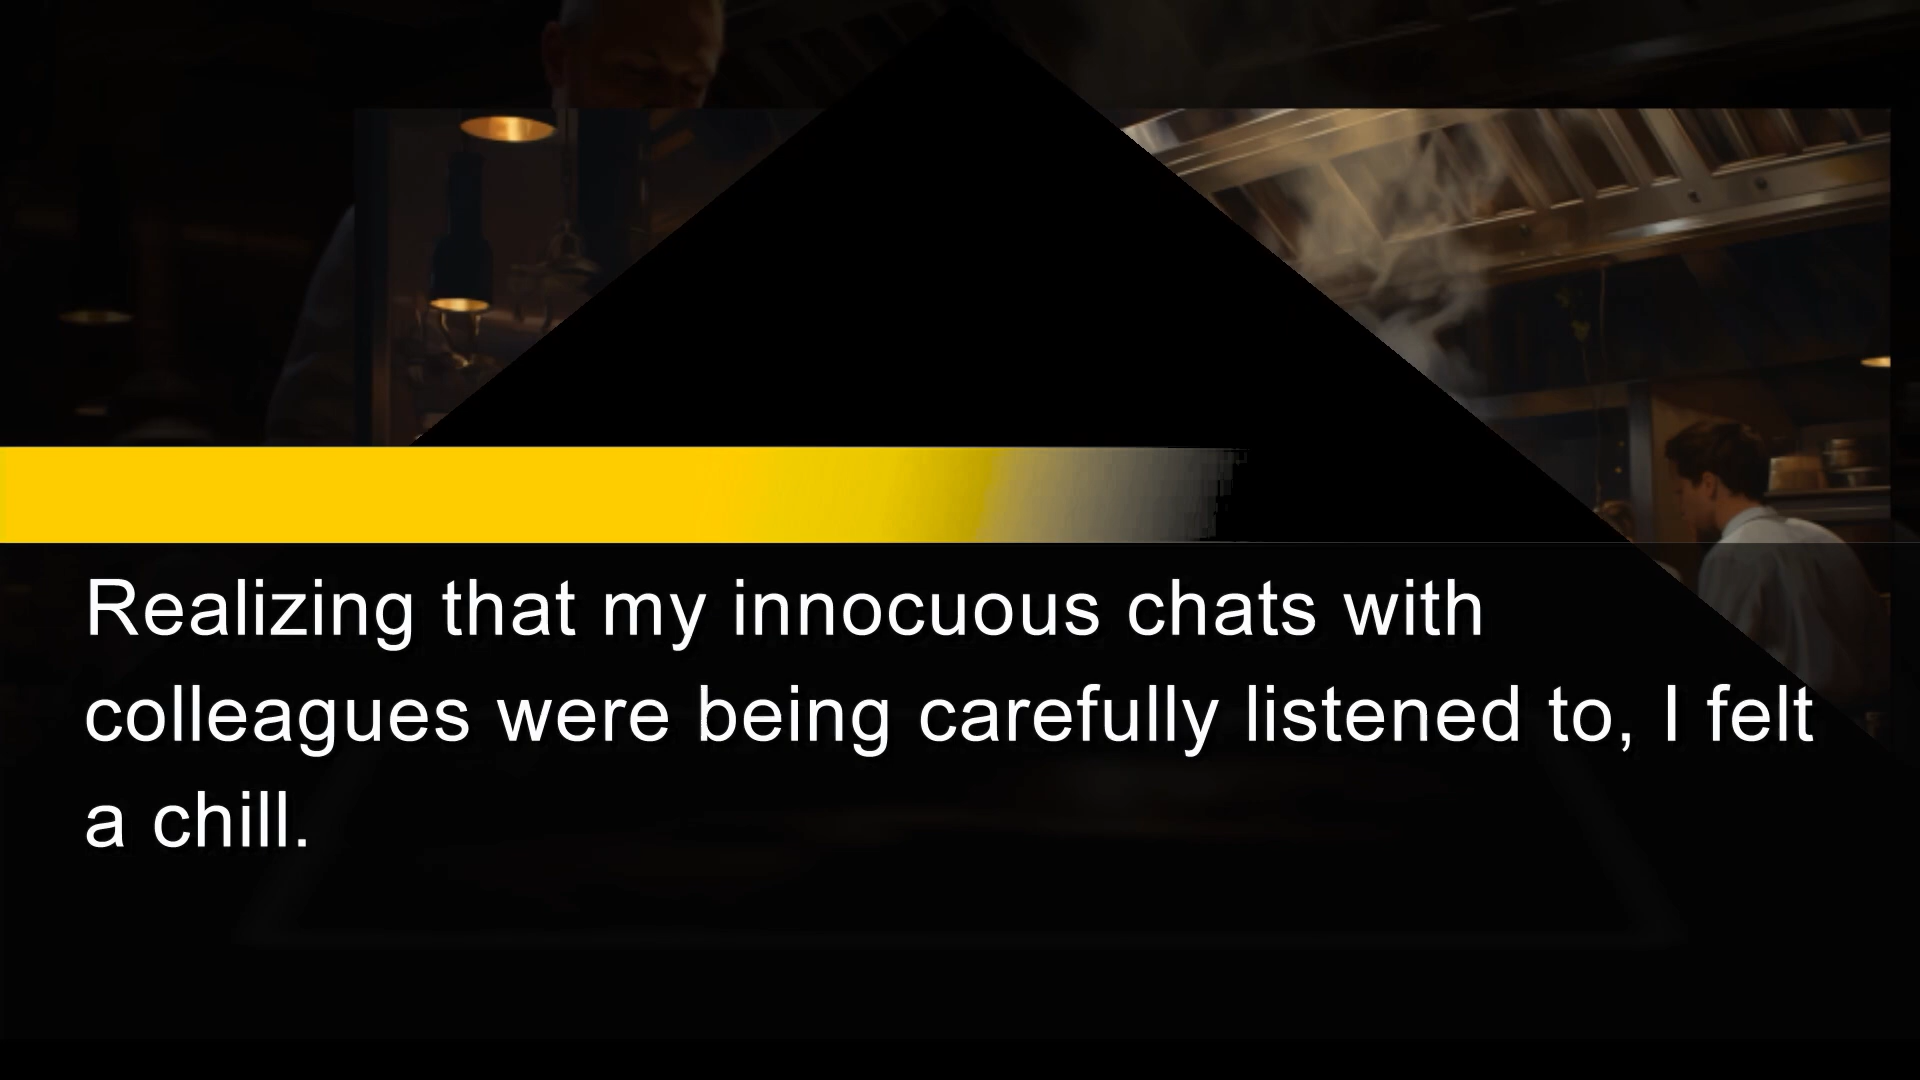 Realizing that my innocuous chats with
colleagues were being carefully listened to, I felt
a chill.